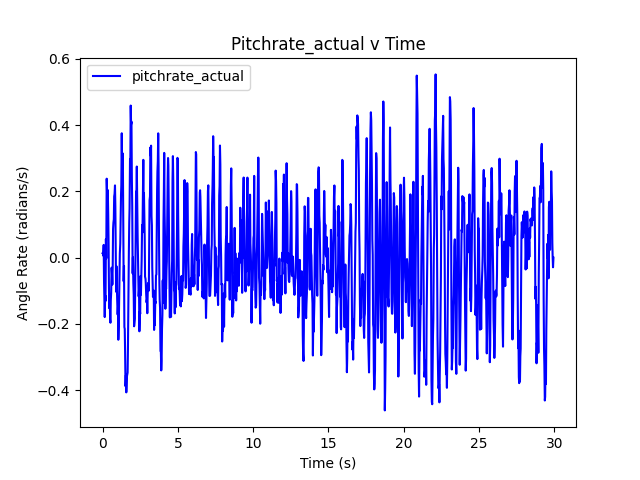 Pitchrate_actual v Time
pitchrate_actual
Angle Rate (radians/s)
0.6
0.4
0.2
0.0
−0.2
−0.4
0 5 10 15 20 25 30
Time (s)